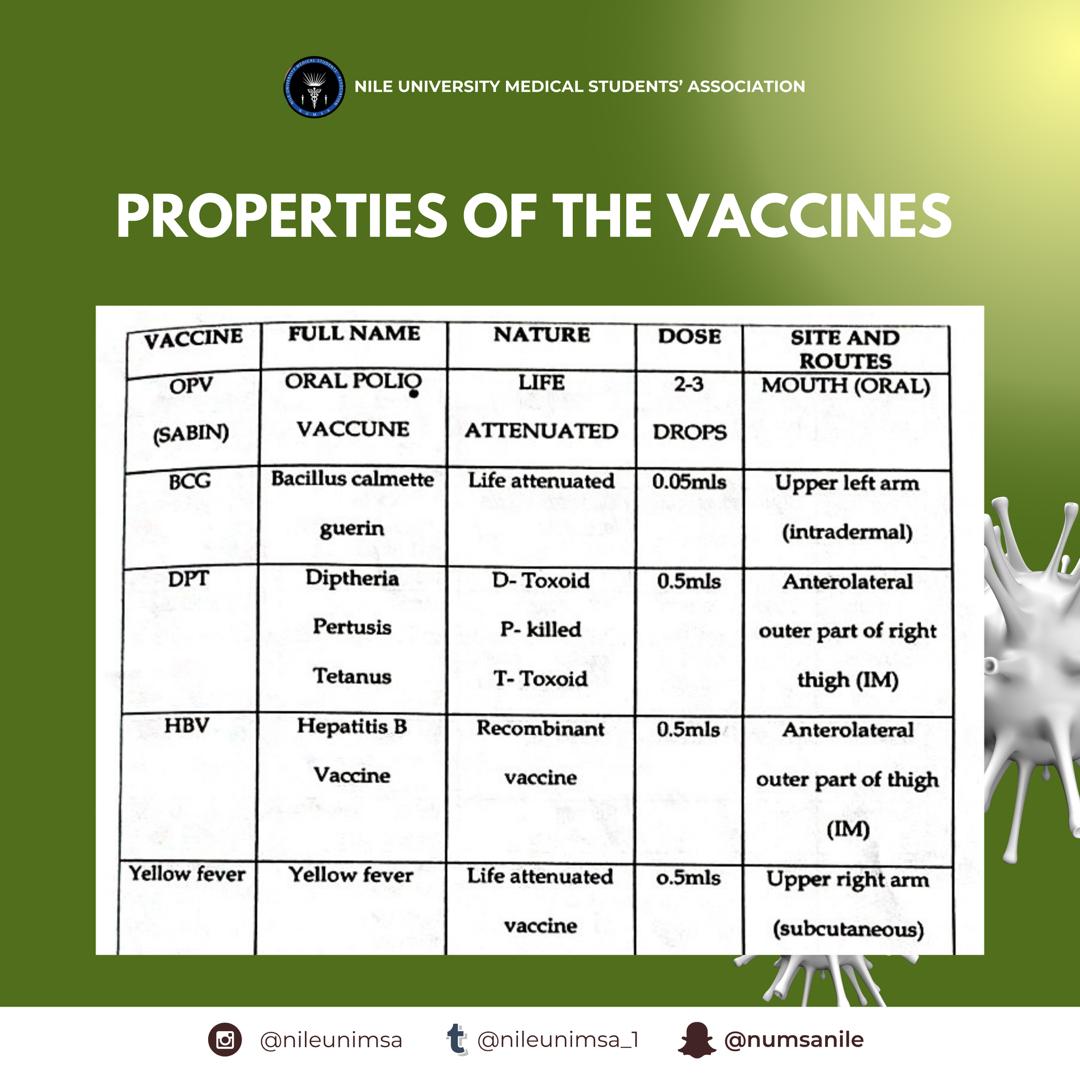 NILE UNIVERSITY MEDICAL STUDENTS' ASSOCIATION
PROPERTIES OF THE VACCINES
VACCINE FULL NAME NATURE DOSE SITE AND ROUTES
OPV (SABIN) ORAL POLIO VACCUNE LIFE ATTENUATED 2-3 DROPS MOUTH (ORAL)
BCG Bacillus calmette guerin Life attenuated 0.05mls Upper left arm (intradermal)
DPT Diptheria Pertusis Tetanus D- Toxoid P- killed T- Toxoid 0.5mls Anterolateral outer part of right thigh (IM)
HBV Hepatitis B Vaccine Recombinant vaccine 0.5mls Anterolateral outer part of thigh (IM)
Yellow fever Yellow fever Life attenuated vaccine o.5mls Upper right arm (subcutaneous)
@nileunimsa @nileunimsa_1 @numsanile